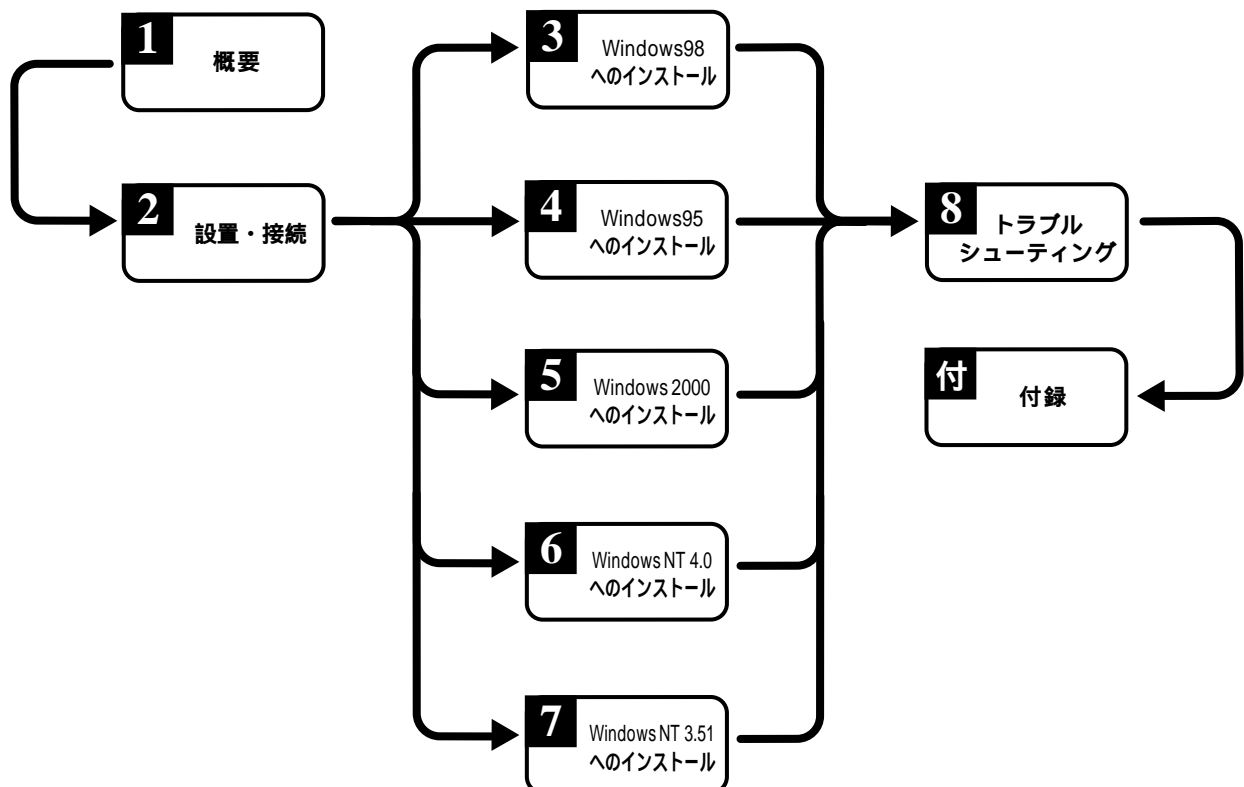 1
概要
2
設置・接続
3
Windows98
へのインストール
4
Windows95
へのインストール
5
Windows 2000
へのインストール
6
Windows NT 4.0
へのインストール
7
Windows NT 3.51
へのインストール
8
トラブル
シューティング
付
付録